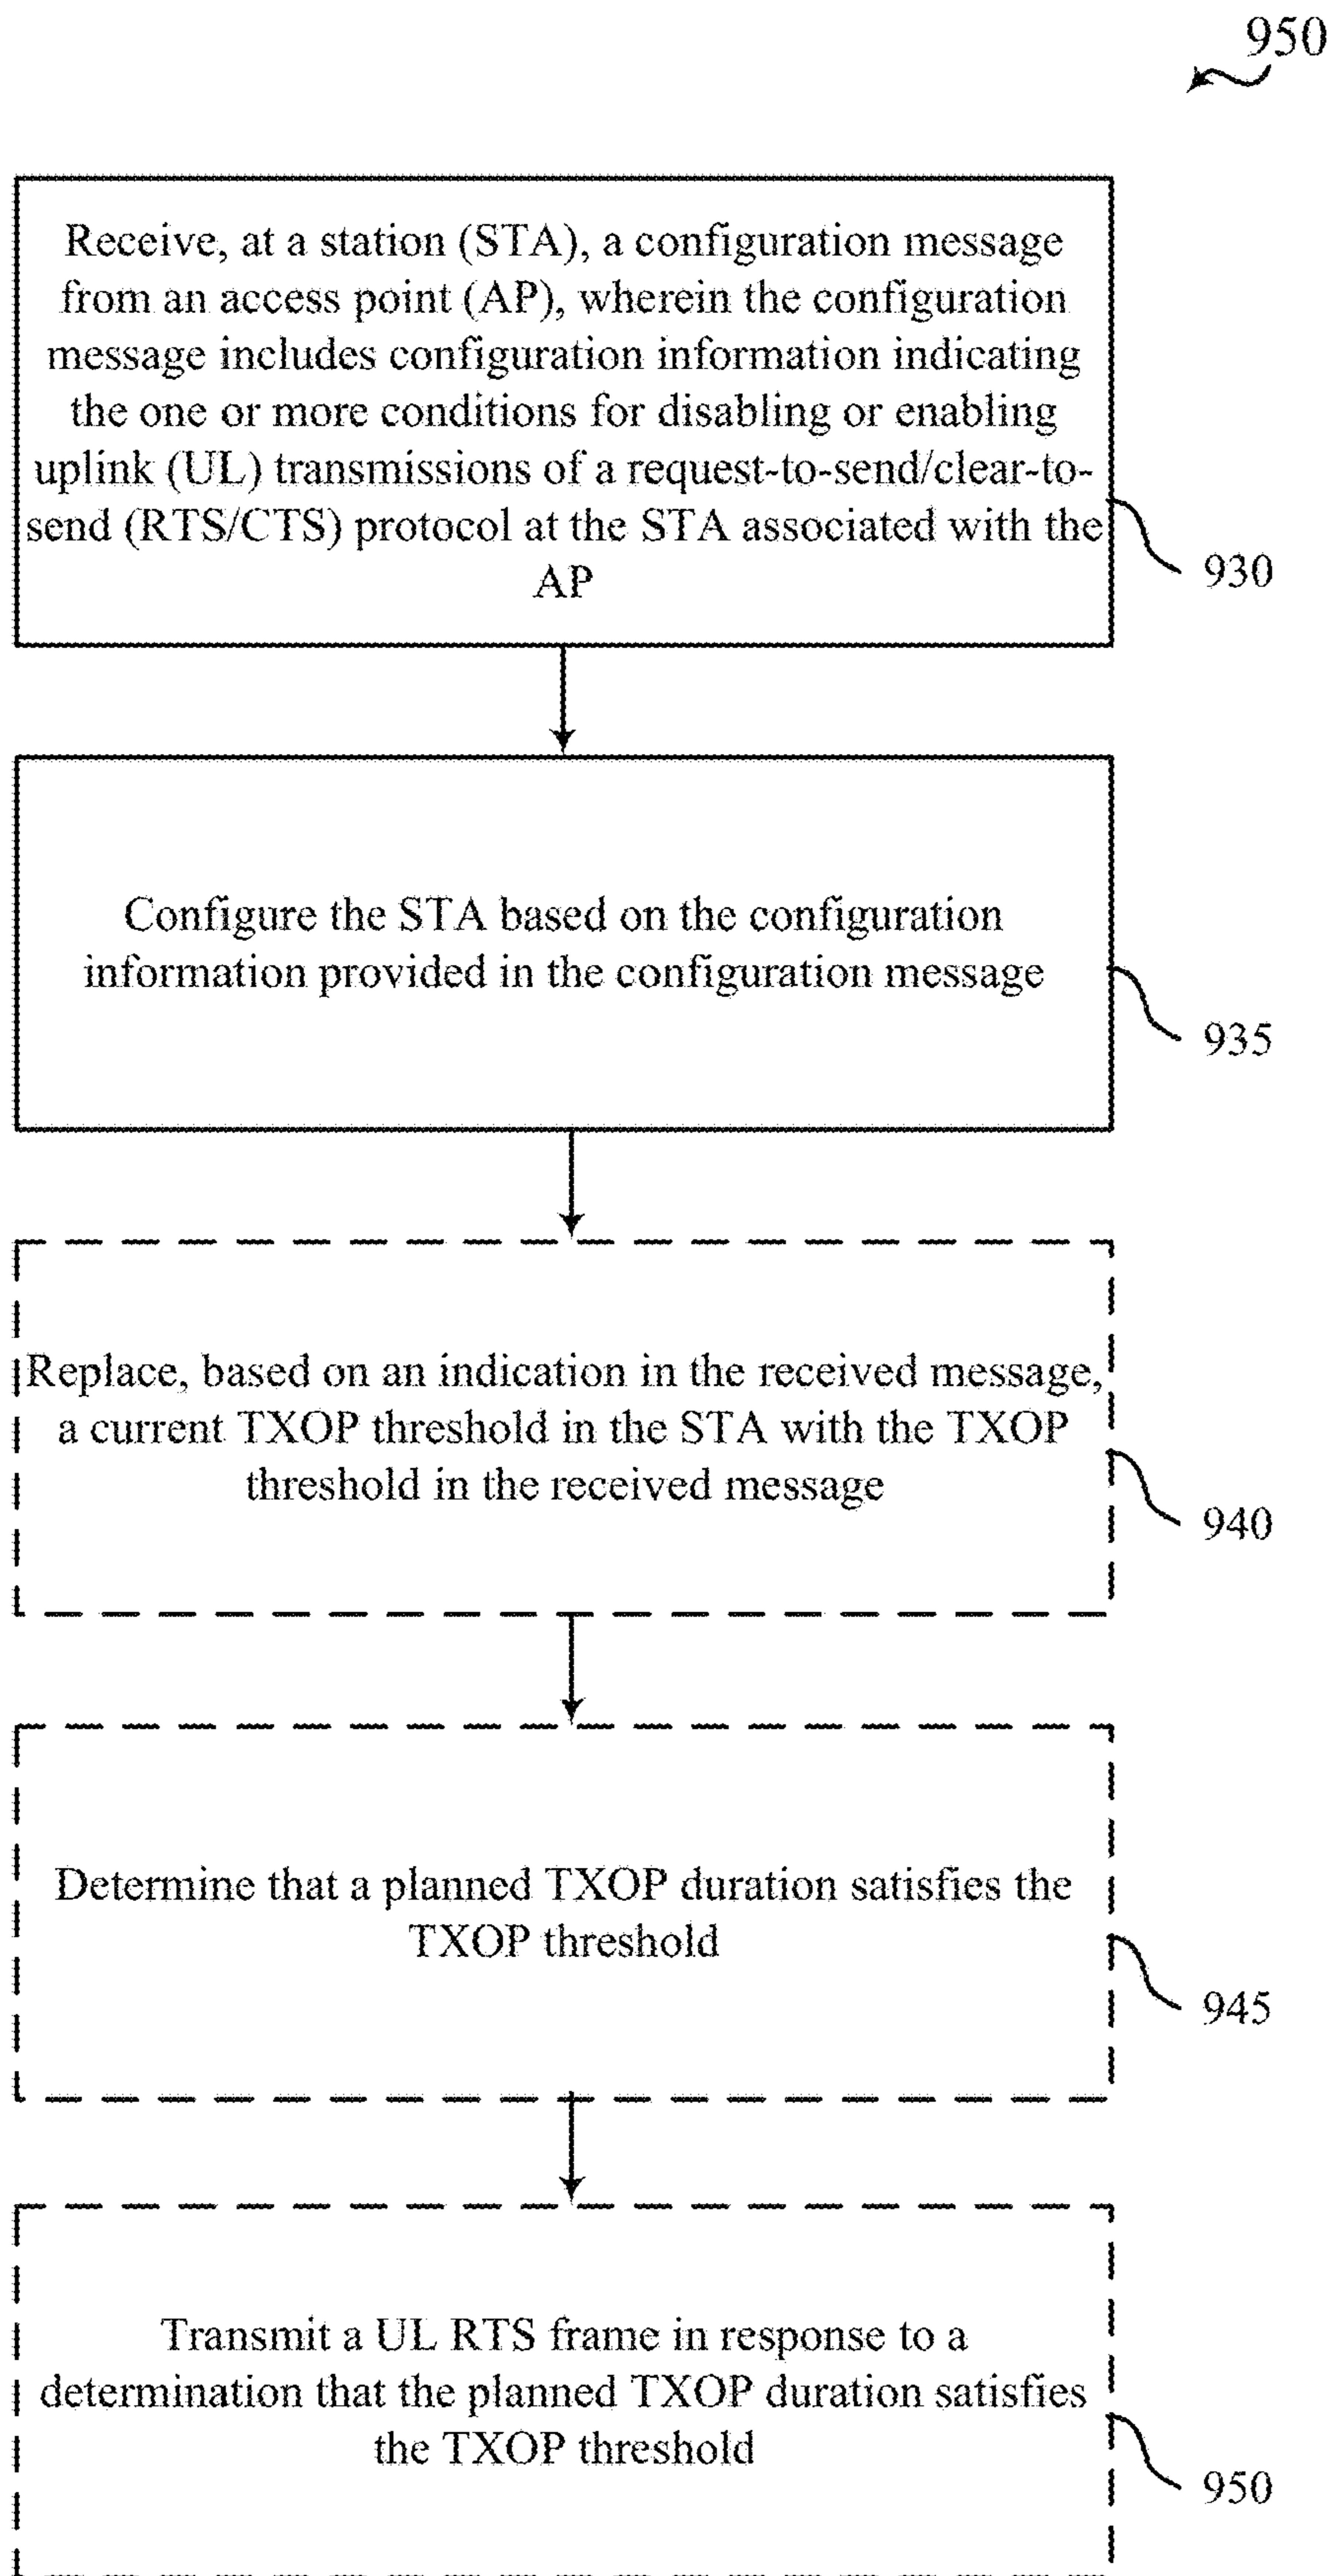 950
Receive, at a station (STA), a configuration message
from an access point (AP), wherein the configuration
message includes configuration information indicating
the one or more conditions for disabling or enabling
uplink (UL) transmissions of a request-to-send/clear-to-
send (RTS/CTS) protocol at the STA associated with the
AP
930
Configure the STA based on the configuration
information provided in the configuration message
935
Replace, based on an indication in the received message,
a current TXOP threshold in the STA with the TXOP
threshold in the received message
940
Determine that a planned TXOP duration satisfies the
TXOP threshold
945
Transmit a UL RTS frame in response to a
determination that the planned TXOP duration satisfies
the TXOP threshold
950